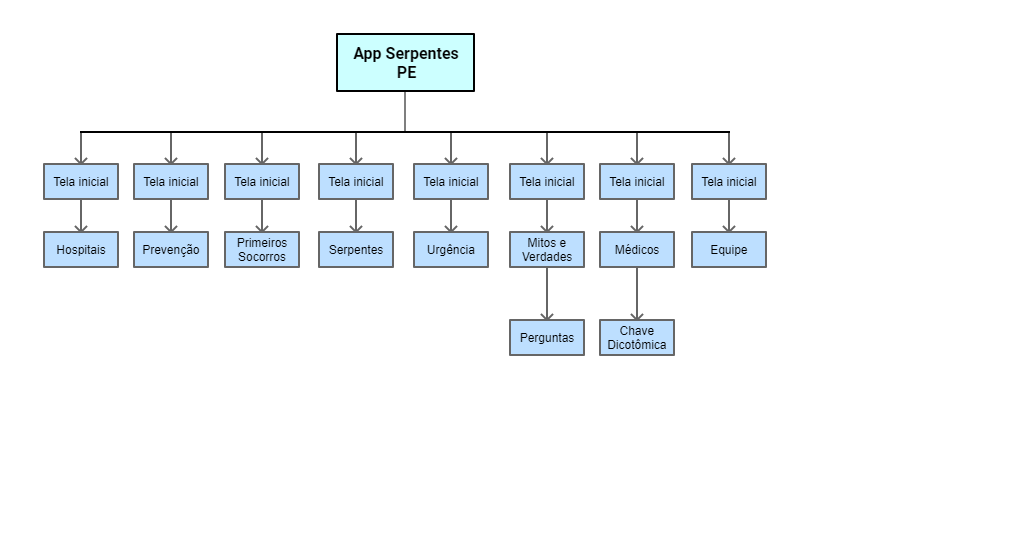 App Serpentes
PE
Tela inicial
Tela inicial
Tela inicial
Tela inicial
Tela inicial
Tela inicial
Tela inicial
Tela inicial
Hospitais
Prevenção
Primeiros
Socorros
Serpentes
Urgência
Mitos e
Verdades
Médicos
Equipe
Perguntas
Chave
Dicotômica